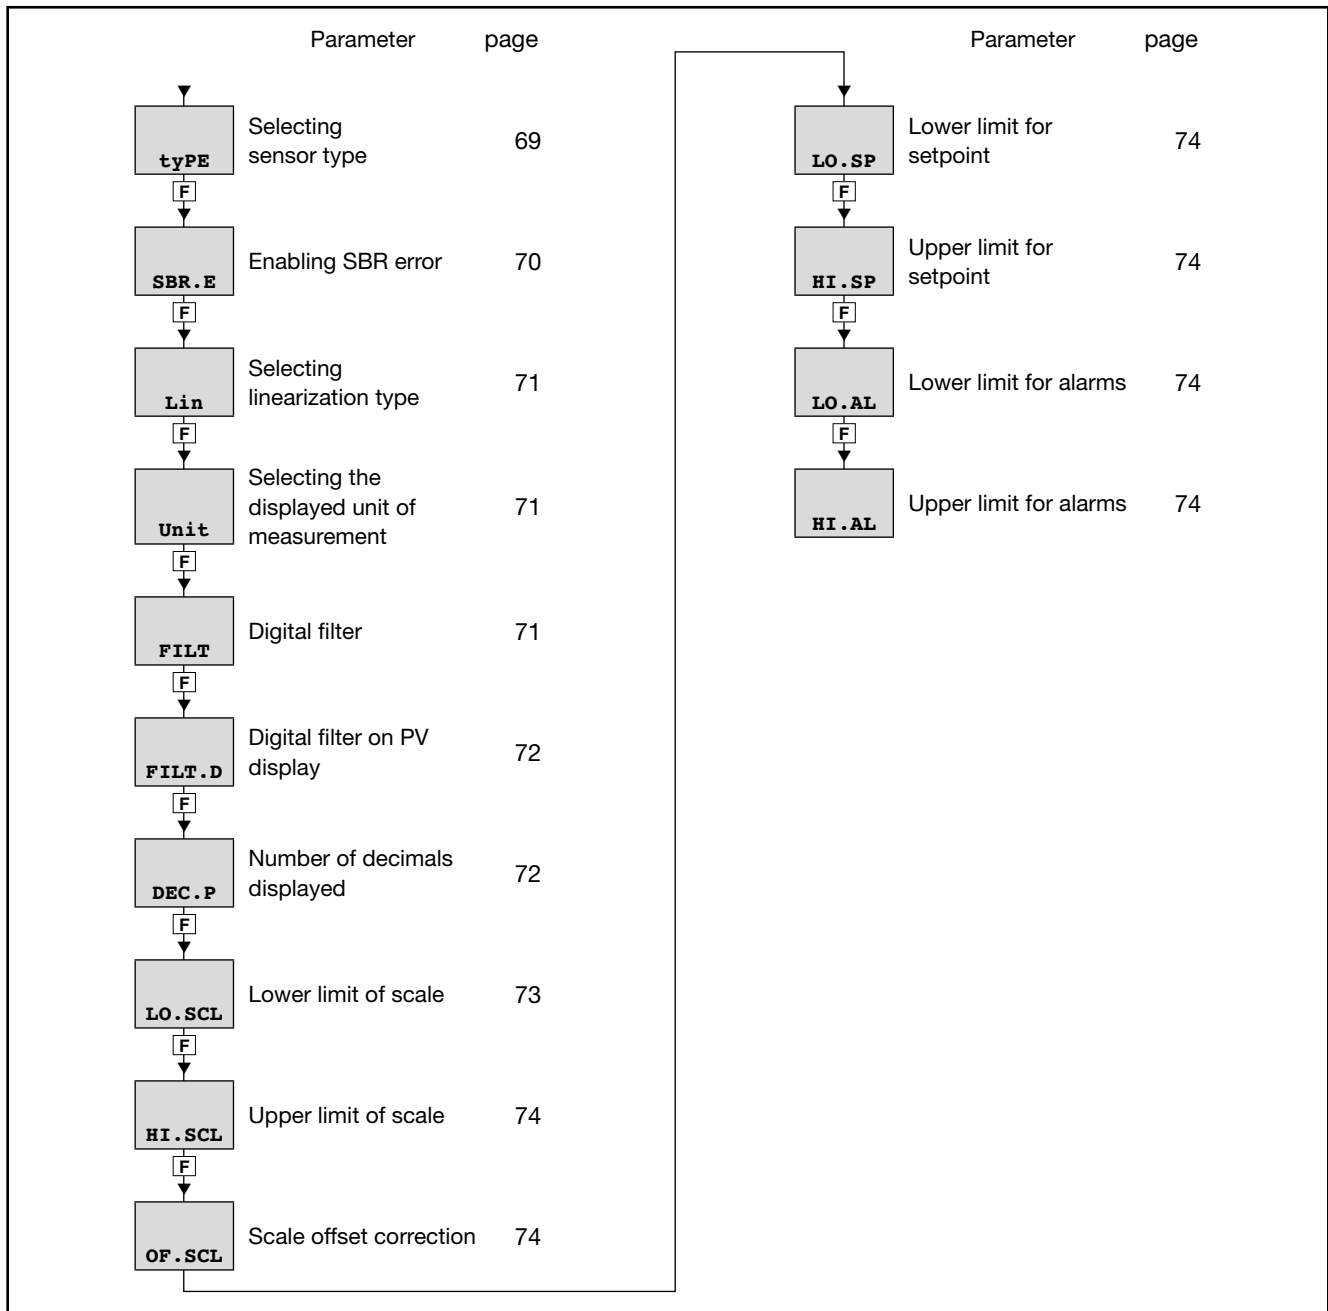 Parameter page
Selecting
sensor type
tyPE
69
F
Enabling SBR error
SBR.E
70
F
Selecting
linearization type
Lin
71
F
Selecting the
displayed unit of
measurement
Unit
71
F
Digital filter
FILT
71
F
Digital filter on PV
display
FILT.D
72
F
Number of decimals
displayed
DEC.P
72
F
Lower limit of scale
LO.SCL
73
F
Upper limit of scale
HI.SCL
74
F
Scale offset correction
OF.SCL
74
Parameter page
Lower limit for
setpoint
LO.SP
74
F
Upper limit for
setpoint
HI.SP
74
F
Lower limit for alarms
LO.AL
74
F
Upper limit for alarms
HI.AL
74